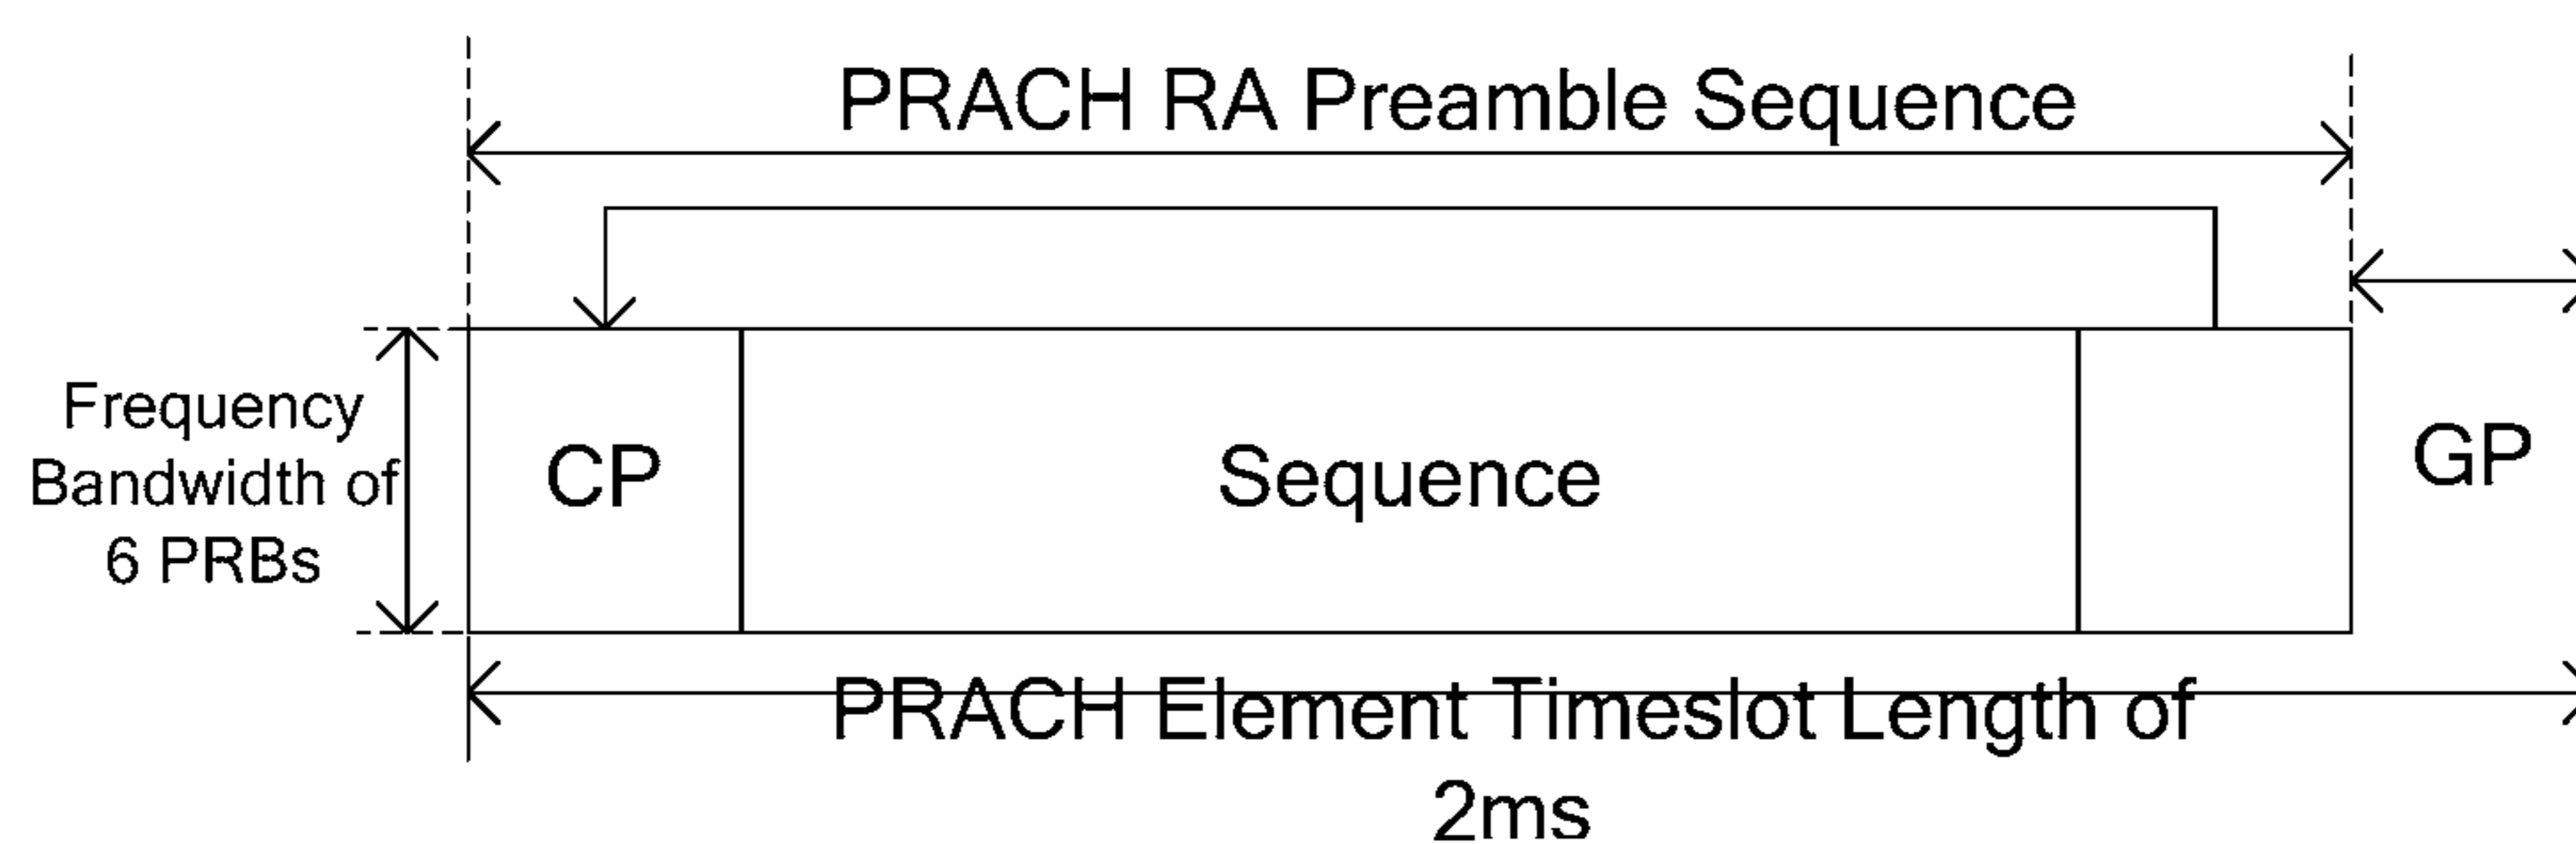 PRACH RA Preamble Sequence
Frequency
Bandwidth of
6 PRBs
CP
Sequence
GP
PRACH Element Timeslot Length of
2ms